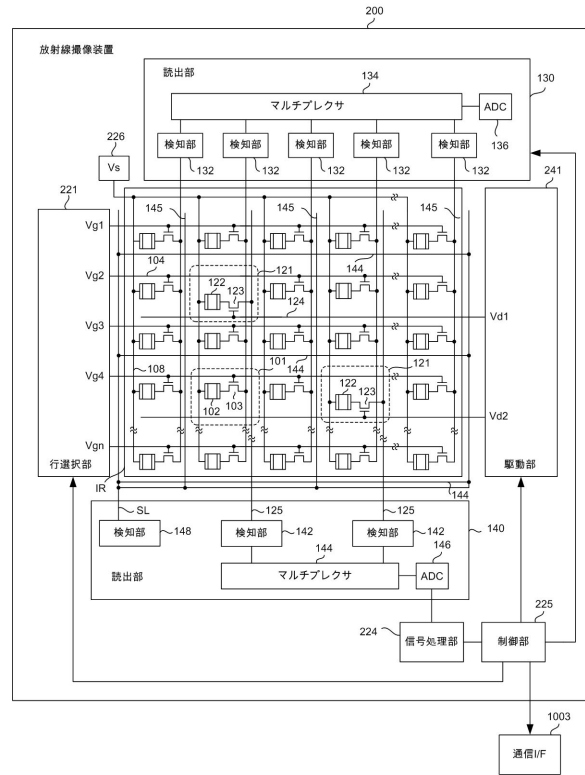 200
放射線撮像装置
読出部
134
130
マルチプレクサ
ADC
136
226
Vs
検知部 検知部 検知部 検知部 検知部
132 132 132 132 132
221
241
145 145 145
Vg1
144
104
121
Vg2
122 123
124
Vd1
Vg3
101
144
121
108
Vg4
122 123
102 103
Vd2
Vgn
行選択部
駆動部
IR
144
SL
125 125
140
検知部 148
検知部 142
検知部 142
144
146
読出部
マルチプレクサ
ADC
224
信号処理部
225
制御部
1003
通信I/F